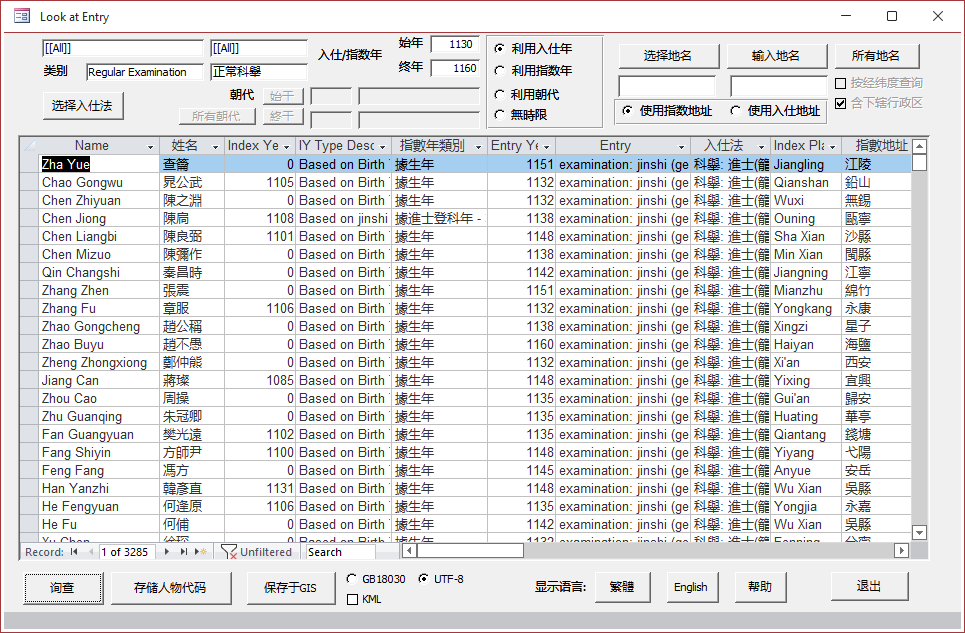 Look at Entry
[[All]] [[All]] 入仕/指数年 始年 1130 利用入仕年 选择地名 输入地名 所有地名
类别 Regular Examination 正常科舉 终年 1160 利用指数年 按经纬度查询
选择入仕法 朝代 始于 利用朝代 使用指数地址 使用入仕地址 含下辖行政区
所有朝代 终于 無時限
Name 姓名 Index Ye IY Type Desc 指數年類別 Entry Ye Entry 入仕法 Index Pla 指數地址
Zha Yue 查籥 0 Based on Birth 據生年 1151 examination: jinshi (ge 科舉: 進士(籠 Jiangling 江陵
Chao Gongwu 晁公武 1105 Based on Birth 據生年 1132 examination: jinshi (ge 科舉: 進士(籠 Qianshan 鉛山
Chen Zhiyuan 陳之淵 0 Based on Birth 據生年 1132 examination: jinshi (ge 科舉: 進士(籠 Wuxi 無錫
Chen Jiong 陳扃 1108 Based on jinshi 據進士登科年 - 1138 examination: jinshi (ge 科舉: 進士(籠 Ouning 甌寧
Chen Liangbi 陳良弼 1101 Based on Birth 據生年 1148 examination: jinshi (ge 科舉: 進士(籠 Sha Xian 沙縣
Chen Mizuo 陳彌作 0 Based on Birth 據生年 1138 examination: jinshi (ge 科舉: 進士(籠 Min Xian 閩縣
Qin Changshi 秦昌時 0 Based on Birth 據生年 1142 examination: jinshi (ge 科舉: 進士(籠 Jiangning 江寧
Zhang Zhen 張震 0 Based on Birth 據生年 1151 examination: jinshi (ge 科舉: 進士(籠 Mianzhu 綿竹
Zhang Fu 章服 1106 Based on Birth 據生年 1132 examination: jinshi (ge 科舉: 進士(籠 Yongkang 永康
Zhao Gongcheng 趙公稱 0 Based on Birth 據生年 1138 examination: jinshi (ge 科舉: 進士(籠 Xingzi 星子
Zhao Buyu 趙不愚 0 Based on Birth 據生年 1160 examination: jinshi (ge 科舉: 進士(籠 Haiyan 海鹽
Zheng Zhongxiong 鄭仲熊 0 Based on Birth 據生年 1132 examination: jinshi (ge 科舉: 進士(籠 Xi'an 西安
Jiang Can 蔣璨 1085 Based on Birth 據生年 1148 examination: jinshi (ge 科舉: 進士(籠 Yixing 宜興
Zhou Cao 周操 0 Based on Birth 據生年 1135 examination: jinshi (ge 科舉: 進士(籠 Gui'an 歸安
Zhu Guanqing 朱冠卿 0 Based on Birth 據生年 1135 examination: jinshi (ge 科舉: 進士(籠 Huating 華亭
Fan Guangyuan 樊光遠 1102 Based on Birth 據生年 1135 examination: jinshi (ge 科舉: 進士(籠 Qiantang 錢塘
Fang Shiyin 方師尹 1100 Based on Birth 據生年 1148 examination: jinshi (ge 科舉: 進士(籠 Yiyang 弋陽
Feng Fang 馮方 0 Based on Birth 據生年 1145 examination: jinshi (ge 科舉: 進士(籠 Anyue 安岳
Han Yanzhi 韓彥直 1131 Based on Birth 據生年 1148 examination: jinshi (ge 科舉: 進士(籠 Wu Xian 吳縣
He Fengyuan 何逢原 1106 Based on Birth 據生年 1135 examination: jinshi (ge 科舉: 進士(籠 Yongjia 永嘉
He Fu 何俌 0 Based on Birth 據生年 1142 examination: jinshi (ge 科舉: 進士(籠 Wu Xian 吳縣
Record: 1 of 3285 Unfiltered Search
询查 存储人物代码 保存于GIS GB18030 UTF-8 显示语言: 繁體 English 帮助 退出
KML